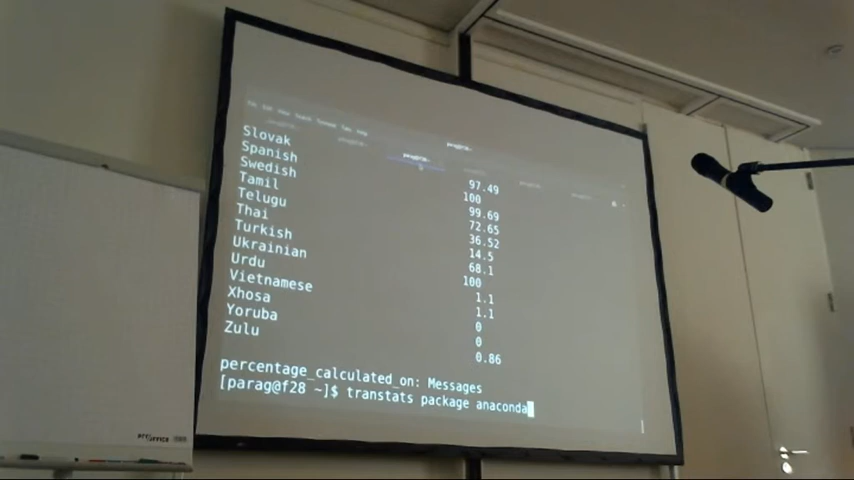 Slovak 97.49
Spanish 100
Swedish 99.69
Tamil 72.65
Telugu 36.52
Thai 14.5
Turkish 68.1
Ukrainian 100
Urdu 1.1
Vietnamese 1.1
Xhosa 0
Yoruba 0
Zulu 0.86
percentage_calculated_on: Messages
[parag@f28 ~]$ transtats package anaconda